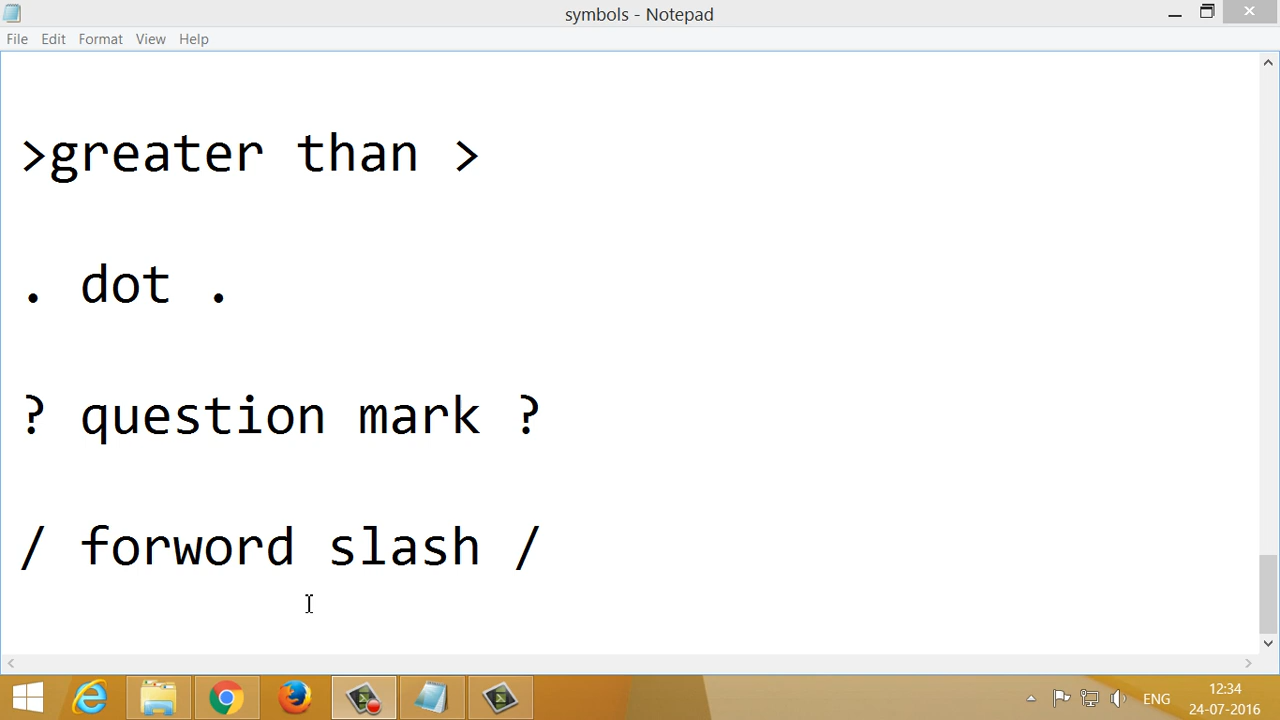 symbols - Notepad
File Edit Format View Help
>greater than >
. dot .
? question mark ?
/ forword slash /
ENG
12:34
24-07-2016